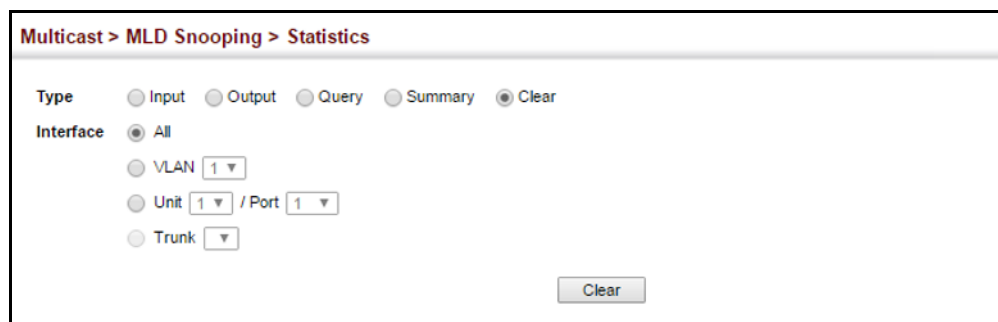 Multicast > MLD Snooping > Statistics
Type Input Output Query Summary Clear
Interface All
VLAN 1
Unit 1 / Port 1
Trunk
Clear